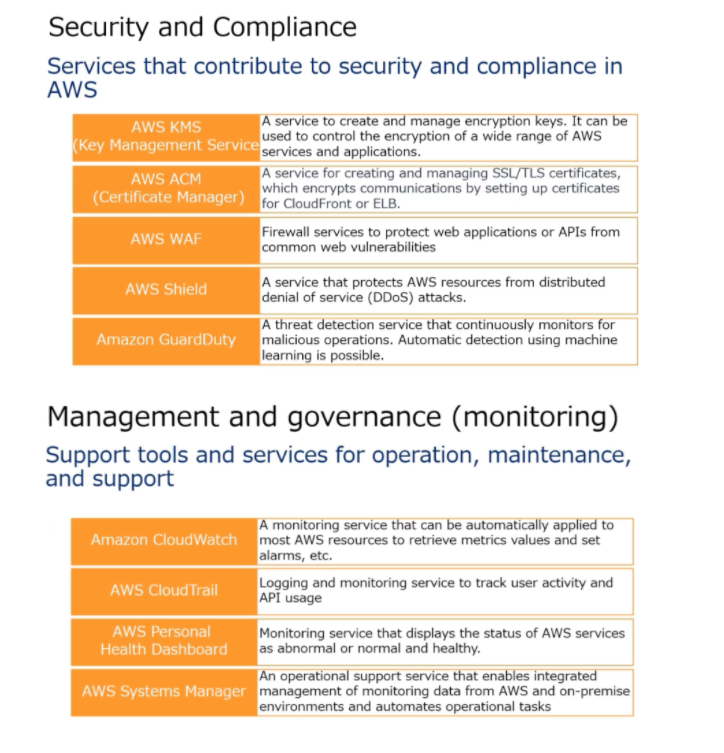 Security and Compliance
Services that contribute to security and compliance in
AWS
AWS KMS
(Key Management Service
A service to create and manage encryption keys. It can be
used to control the encryption of a wide range of AWS
services and applications.
AWS ACM
(Certificate Manager)
A service for creating and managing SSL/TLS certificates,
which encrypts communications by setting up certificates
for CloudFront or ELB.
AWS WAF
Firewall services to protect web applications or APIs from
common web vulnerabilities
AWS Shield
A service that protects AWS resources from distributed
denial of service (DDoS) attacks.
Amazon GuardDuty
A threat detection service that continuously monitors for
malicious operations. Automatic detection using machine
learning is possible.
Management and governance (monitoring)
Support tools and services for operation, maintenance,
and support
Amazon CloudWatch
A monitoring service that can be automatically applied to
most AWS resources to retrieve metrics values and set
alarms, etc.
AWS CloudTrail
Logging and monitoring service to track user activity and
API usage
AWS Personal
Health Dashboard
Monitoring service that displays the status of AWS services
as abnormal or normal and healthy.
AWS Systems Manager
An operational support service that enables integrated
management of monitoring data from AWS and on-premise
environments and automates operational tasks